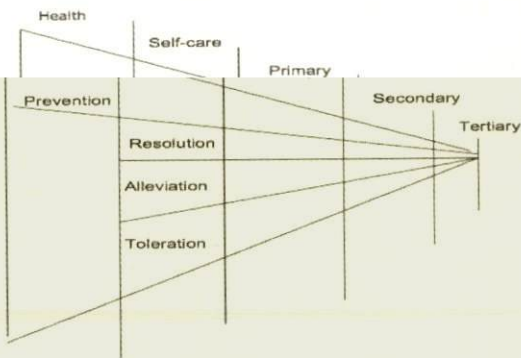 Health
Self-care
Primary
Prevention
Secondary
Tertiary
Resolution
Alleviation
Toleration